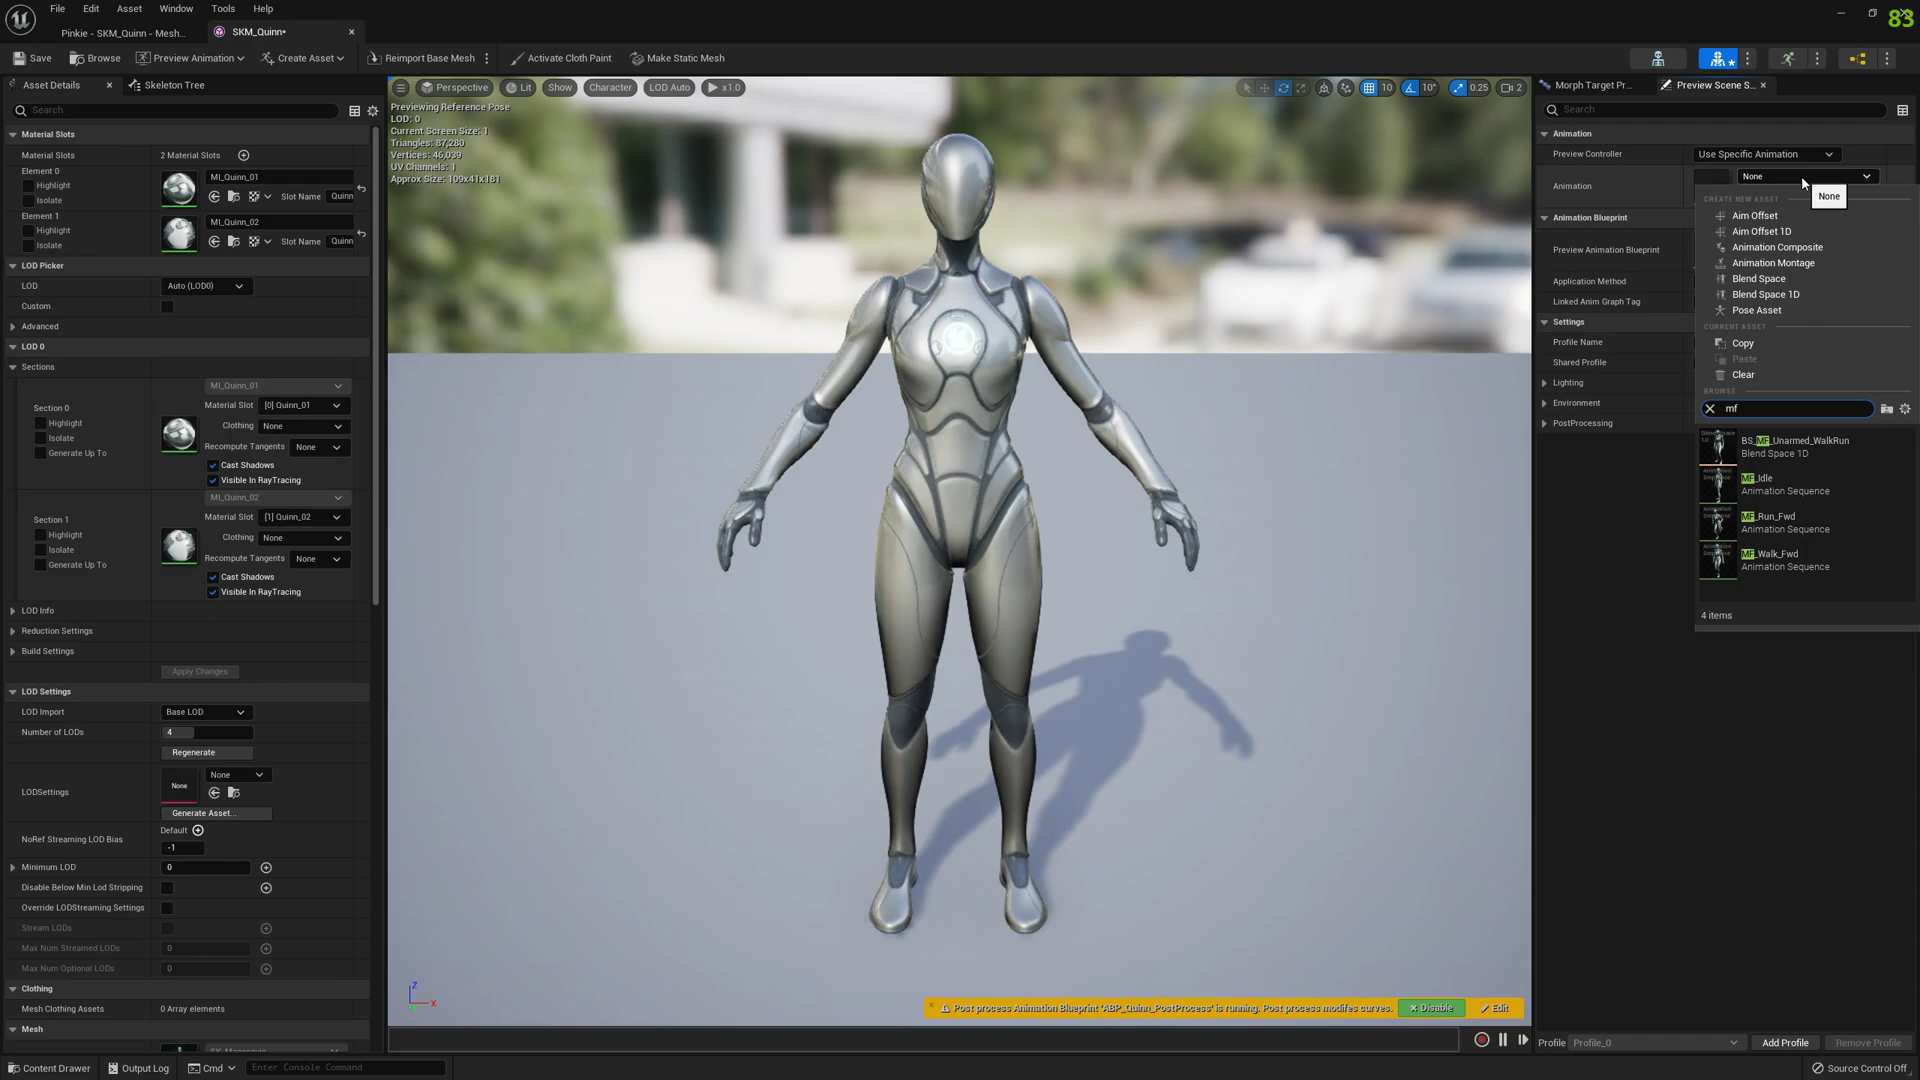 File Edit Asset Window Tools Help
83
Pinkie - SKM_Quinn - Mesh...
SKM_Quinn*
Save Browse Preview Animation Create Asset Reimport Base Mesh Activate Cloth Paint Make Static Mesh
Asset Details Skeleton Tree
Search
Material Slots
Material Slots 2 Material Slots
Element 0
Highlight
Isolate
MI_Quinn_01
Slot Name Quinn
Element 1
Highlight
Isolate
MI_Quinn_02
Slot Name Quinn
LOD Picker
LOD Auto (LOD0)
Custom
Advanced
LOD 0
Sections
Section 0
Highlight
Isolate
Generate Up To
MI_Quinn_01
Material Slot [0] Quinn_01
Clothing None
Recompute Tangents None
Cast Shadows
Visible In RayTracing
Section 1
Highlight
Isolate
Generate Up To
MI_Quinn_02
Material Slot [1] Quinn_02
Clothing None
Recompute Tangents None
Cast Shadows
Visible In RayTracing
LOD Info
Reduction Settings
Build Settings
Apply Changes
LOD Settings
LOD Import Base LOD
Number of LODs 4
Regenerate
LODSettings None None
Generate Asset...
NoRef Streaming LOD Bias Default
-1
Minimum LOD 0
Disable Below Min Lod Stripping
Override LODStreaming Settings
Stream LODs
Max Num Streamed LODs 0
Max Num Optional LODs 0
Clothing
Mesh Clothing Assets 0 Array elements
Mesh
Perspective Lit Show Character LOD Auto x1.0
10 10° 0.25 2
Previewing Reference Pose
LOD: 0
Current Screen Size: 1
Triangles: 87,280
Vertices: 46,039
UV Channels: 1
Approx Size: 109x41x181
Z
X
Post process Animation Blueprint 'ABP_Quinn_PostProcess' is running. Post process modifes curves. Disable Edit
Morph Target Pr... Preview Scene S...
Search
Animation
Preview Controller Use Specific Animation
Animation None
None
Animation Blueprint
Preview Animation Blueprint
Application Method
Linked Anim Graph Tag
Settings
Profile Name
Shared Profile
Lighting
Environment
PostProcessing
CREATE NEW ASSET
Aim Offset
Aim Offset 1D
Animation Composite
Animation Montage
Blend Space
Blend Space 1D
Pose Asset
CURRENT ASSET
Copy
Paste
Clear
BROWSE
mf
BS_MF_Unarmed_WalkRun
Blend Space 1D
MF_Idle
Animation Sequence
MF_Run_Fwd
Animation Sequence
MF_Walk_Fwd
Animation Sequence
4 items
Profile Profile_0 Add Profile Remove Profile
Content Drawer Output Log Cmd Enter Console Command Source Control Off